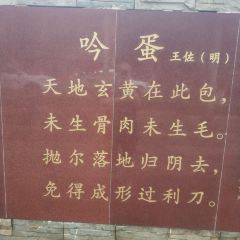 吟 蛋 王佐（明）
天地玄黄在此包，
未生骨肉未生毛。
抛尔落地归阴去，
免得成形过利刀。